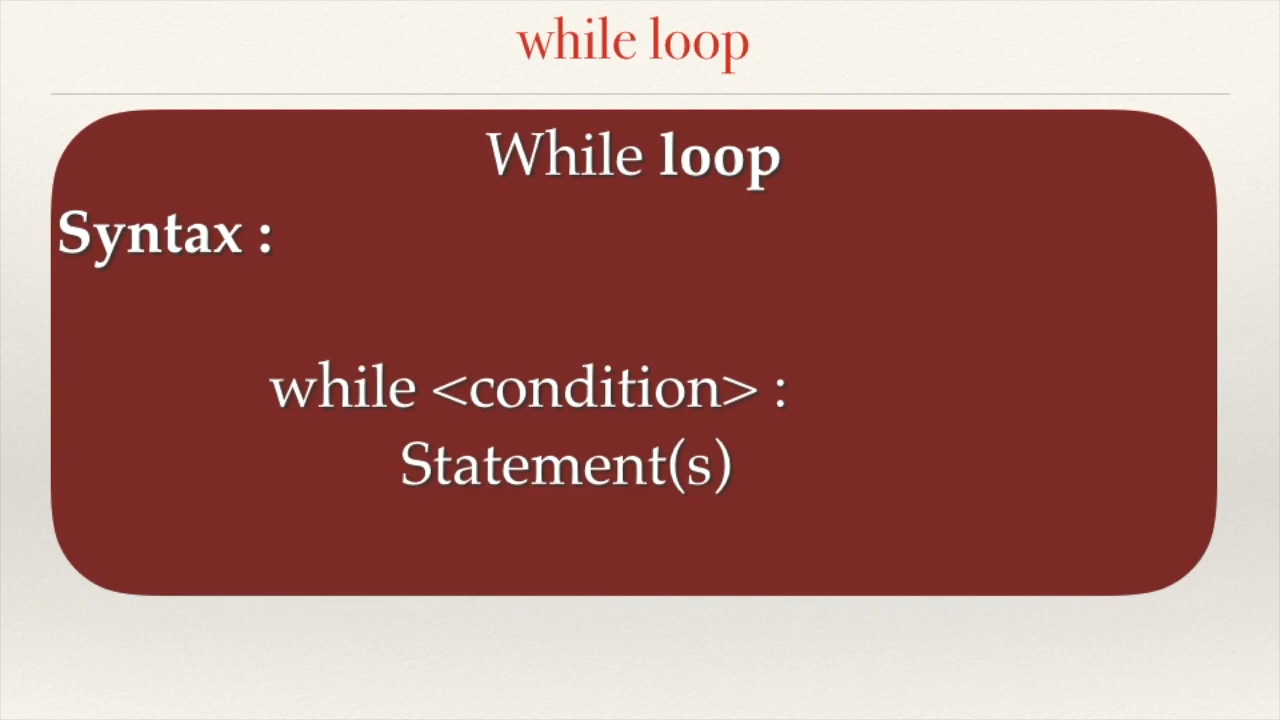 while loop
While loop
Syntax :
while <condition> :
Statement(s)